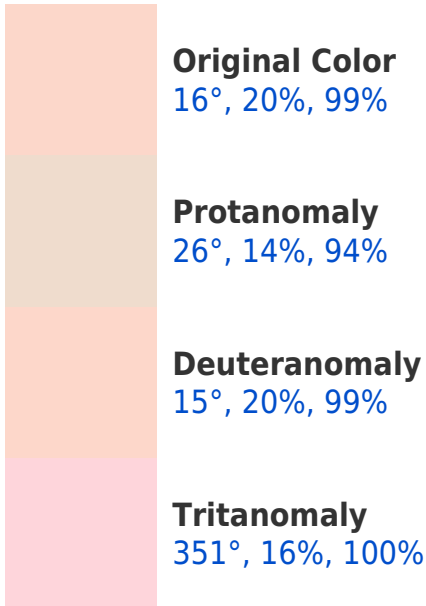 Original Color
16°, 20%, 99%
Protanomaly
26°, 14%, 94%
Deuteranomaly
15°, 20%, 99%
Tritanomaly
351°, 16%, 100%